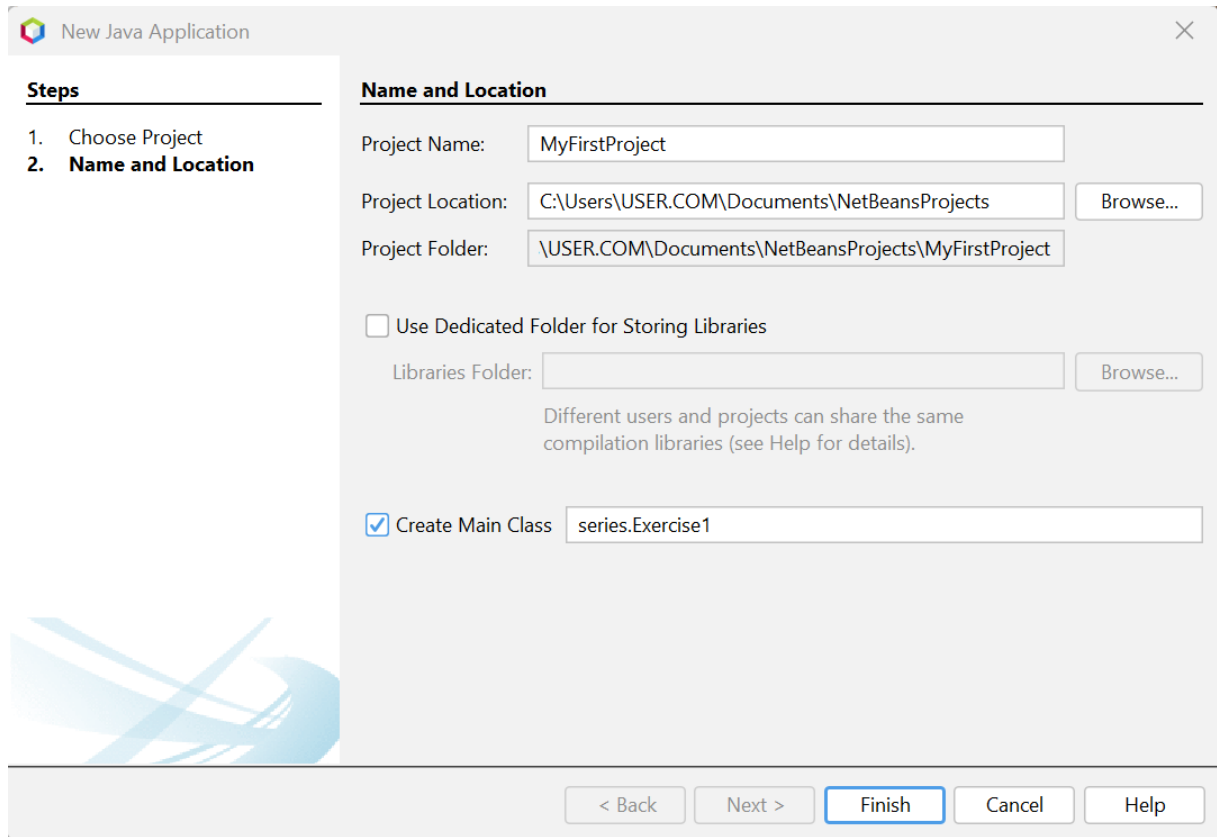 New Java Application
Steps
1. Choose Project
2. Name and Location
Name and Location
Project Name: MyFirstProject
Project Location: C:\Users\USER.COM\Documents\NetBeansProjects Browse...
Project Folder: \USER.COM\Documents\NetBeansProjects\MyFirstProject
Use Dedicated Folder for Storing Libraries
Libraries Folder: Browse...
Different users and projects can share the same
compilation libraries (see Help for details).
Create Main Class series.Exercise1
< Back Next > Finish Cancel Help